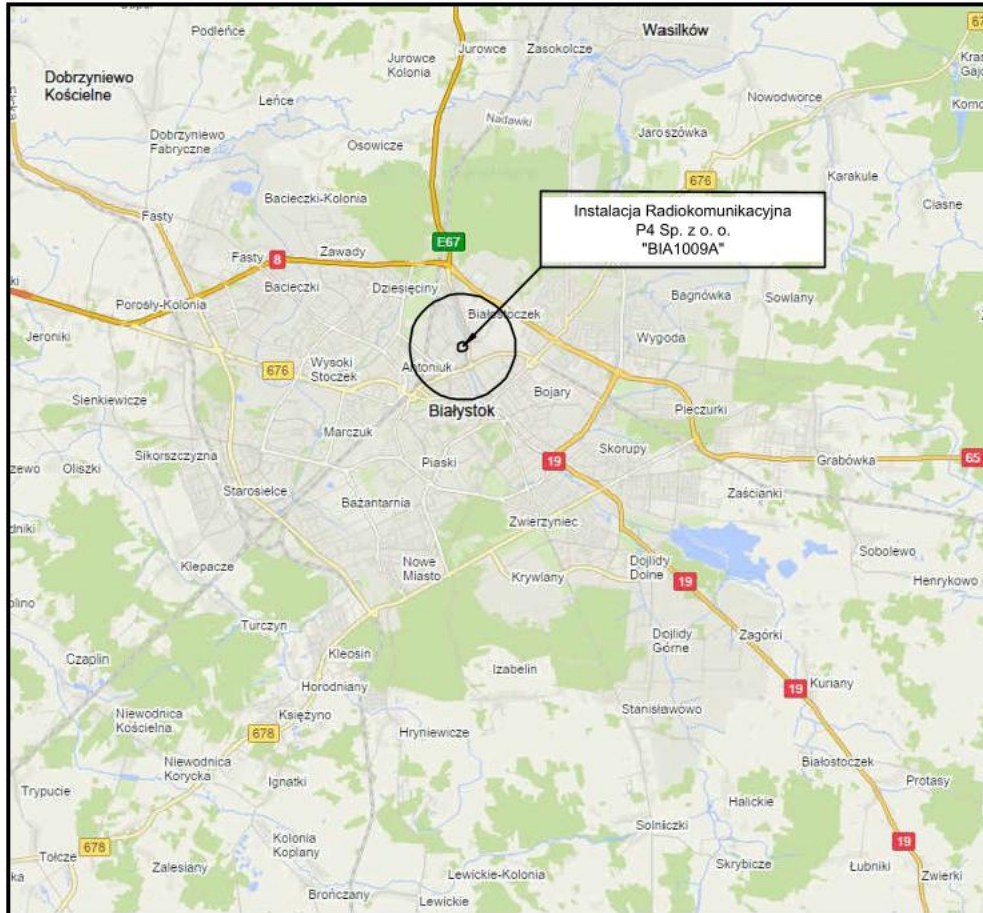 Podleńce
Jurowce
Zasokolcze
Wasilków
Jurowce
Kolonia
Dobrzyniewo
Kościelne
Leńce
Nowodworce
Nadawki
Dobrzyniewo
Fabryczne
Osowicze
Jaroszówka
Karakule
676
Bacieczki-Kolonia
Ciasne
Fasty
Instalacja Radiokomunikacyjna
P4 Sp. z o. o.
"BIA1009A"
E67
Zawady
Fasty
8
Bacieczki
Dziesięciny
Porosły-Kolonia
Bagnówka
Sowlany
Białostoczek
Jeroniki
Wygoda
Wysoki
Stoczek
Antoniuk
676
Bojary
Sienkiewicze
Białystok
Pieczurki
Marczuk
Skorupy
Sikorszczyzna
Piaski
19
Grabówka
65
Oliszki
Starosielce
Bażantarnia
Zaścianki
Zwierzyniec
Sobolewo
Klepacze
Nowe
Miasto
Krywlany
Dojlidy
Dolne
19
Henrykowo
Turczyn
Dojlidy
Górne
Zagórki
Kleosin
Czaplin
Izabelin
Horodniany
19
Kuriany
Niewodnica
Kościelna
Księżyno
Stanisławowo
678
Hryniewicze
Niewodnica
Korycka
Białostoczek
Ignatki
Protasy
Trypucie
Halickie
Kolonia
Koplany
Solniczki
678
19
Tołcze
Zalesiany
Skrybicze
Łubniki
Lewickie-Kolonia
Zwierki
Brończany
Lewickie